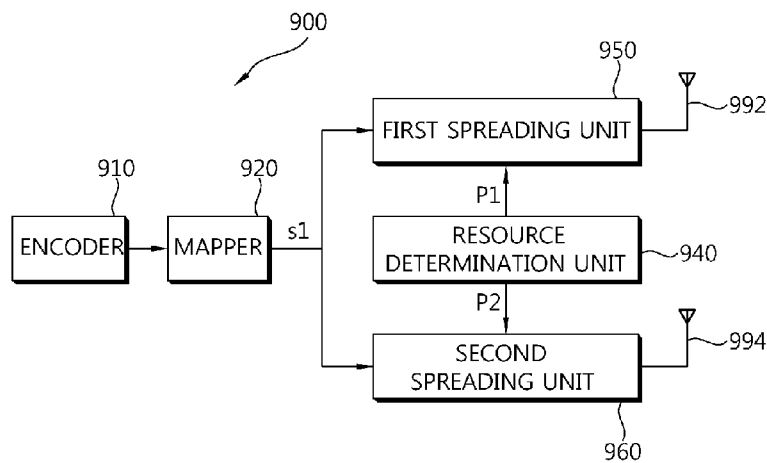 900
950
992
FIRST SPREADING UNIT
910
920
P1
ENCODER
MAPPER
s1
RESOURCE
DETERMINATION UNIT
940
P2
994
SECOND
SPREADING UNIT
960